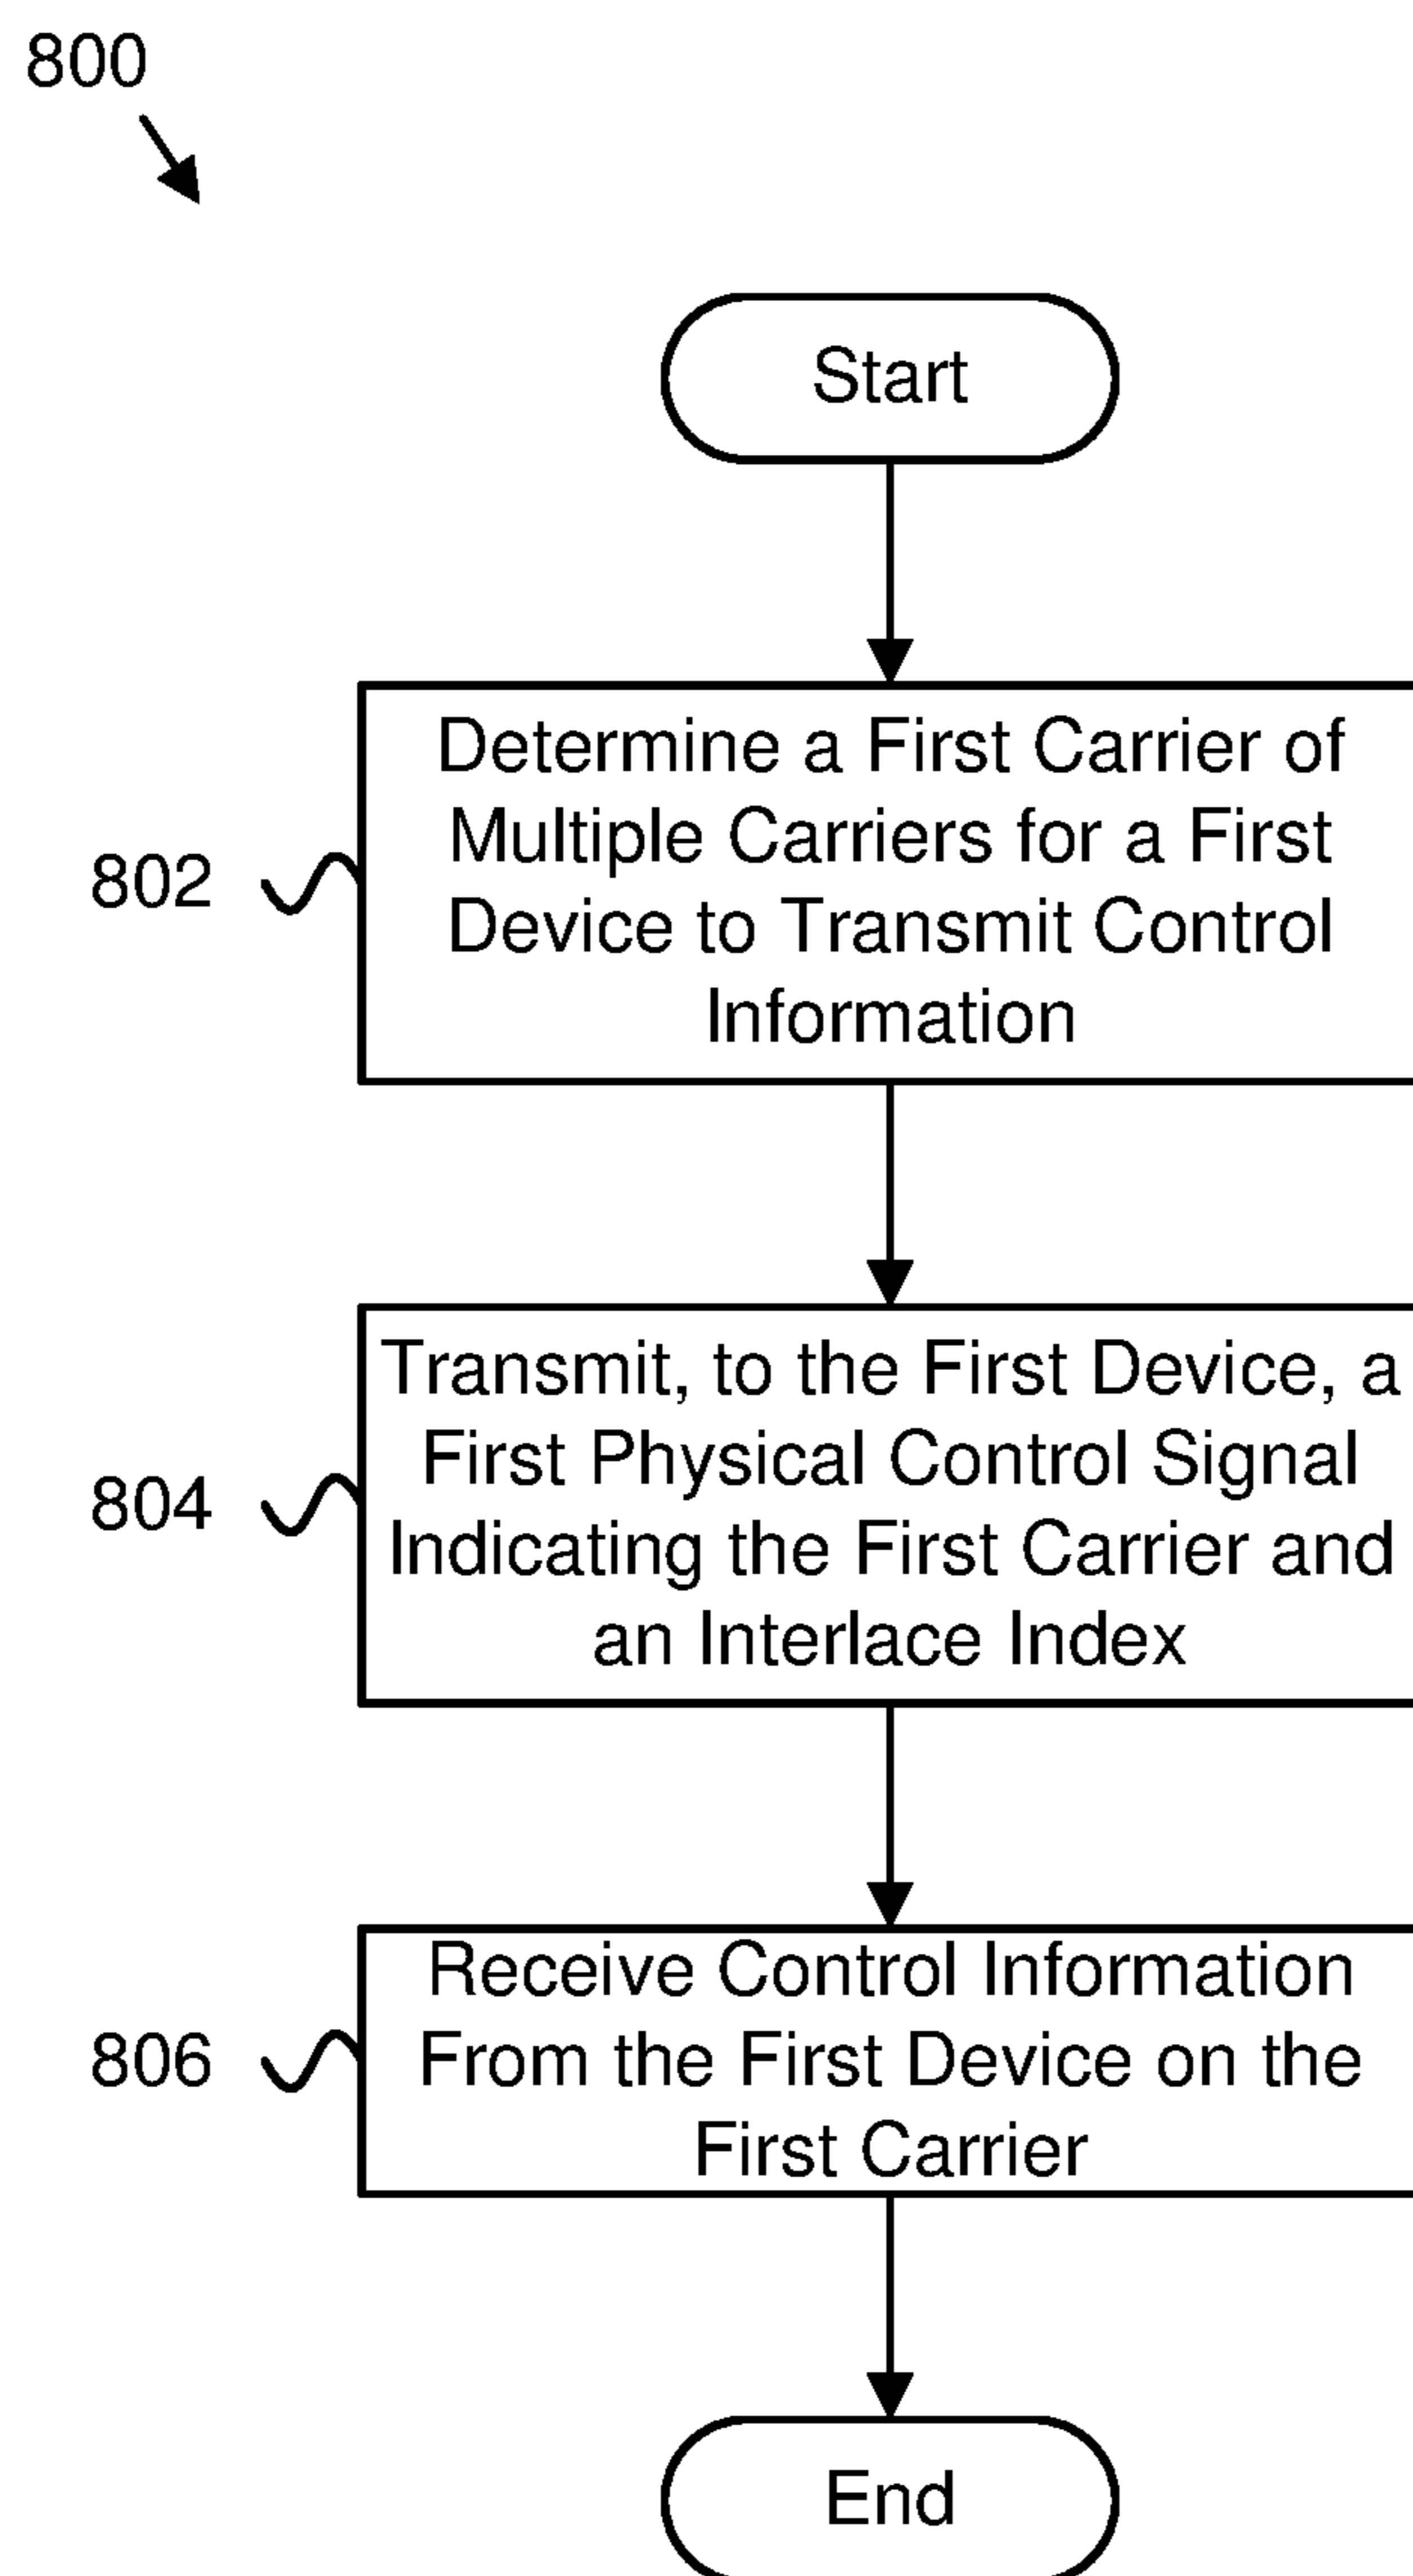 800
Start
802
Determine a First Carrier of
Multiple Carriers for a First
Device to Transmit Control
Information
804
Transmit, to the First Device, a
First Physical Control Signal
Indicating the First Carrier and
an Interlace Index
806
Receive Control Information
From the First Device on the
First Carrier
End